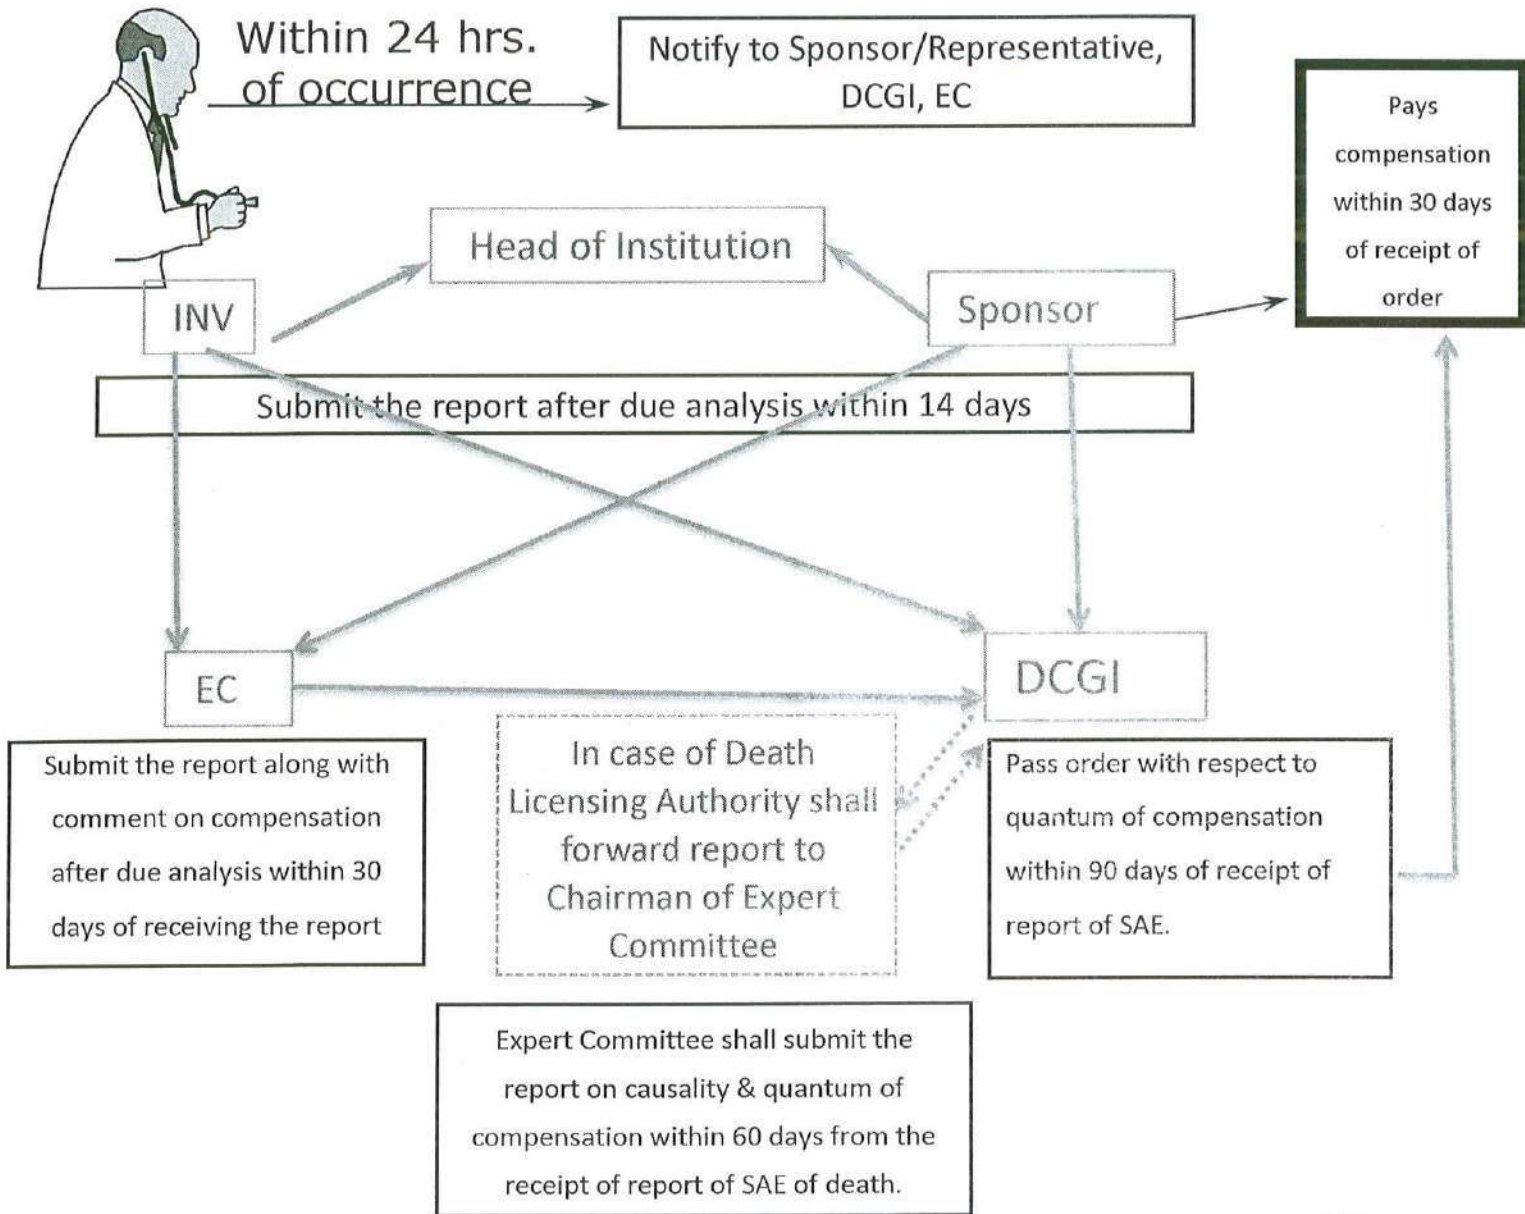 Within 24 hrs.
of occurrence
Notify to Sponsor/Representative,
DCGI, EC
Pays
compensation
within 30 days
of receipt of
order
Head of Institution
INV
Sponsor
Submit the report after due analysis within 14 days
EC
DCGI
In case of Death
Licensing Authority shall
forward report to
Chairman of Expert
Committee
Submit the report along with
comment on compensation
after due analysis within 30
days of receiving the report
Pass order with respect to
quantum of compensation
within 90 days of receipt of
report of SAE.
Expert Committee shall submit the
report on causality & quantum of
compensation within 60 days from the
receipt of report of SAE of death.